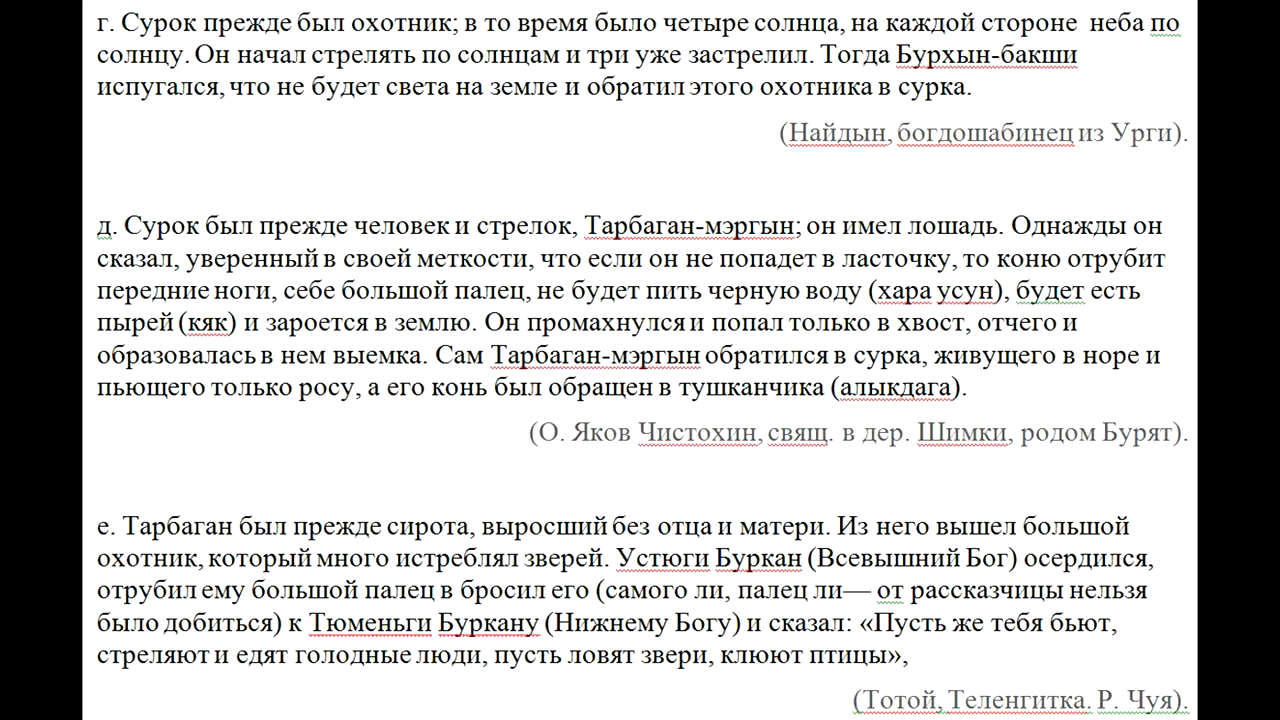 г. Сурок прежде был охотник; в то время было четыре солнца, на каждой стороне неба по
солнцу. Он начал стрелять по солнцам и три уже застрелил. Тогда Бурхын-бакши
испугался, что не будет света на земле и обратил этого охотника в сурка.
(Найдын, богдошабинец из Урги).
д. Сурок был прежде человек и стрелок, Тарбаган-мэргын; он имел лошадь. Однажды он
сказал, уверенный в своей меткости, что если он не попадет в ласточку, то коню отрубит
передние ноги, себе большой палец, не будет пить черную воду (хара усун), будет есть
пырей (кяк) и зароется в землю. Он промахнулся и попал только в хвост, отчего и
образовалась в нем выемка. Сам Тарбаган-мэргын обратился в сурка, живущего в норе и
пьющего только росу, а его конь был обращен в тушканчика (алыкдага).
(О. Яков Чистохин, свящ. в дер. Шимки, родом Бурят).
е. Тарбаган был прежде сирота, выросший без отца и матери. Из него вышел большой
охотник, который много истреблял зверей. Устюги Буркан (Всевышний Бог) осердился,
отрубил ему большой палец в бросил его (самого ли, палец ли— от рассказчицы нельзя
было добиться) к Тюменьги Буркану (Нижнему Богу) и сказал: «Пусть же тебя бьют,
стреляют и едят голодные люди, пусть ловят звери, клюют птицы»,
(Тотой, Теленгитка. Р. Чуя).